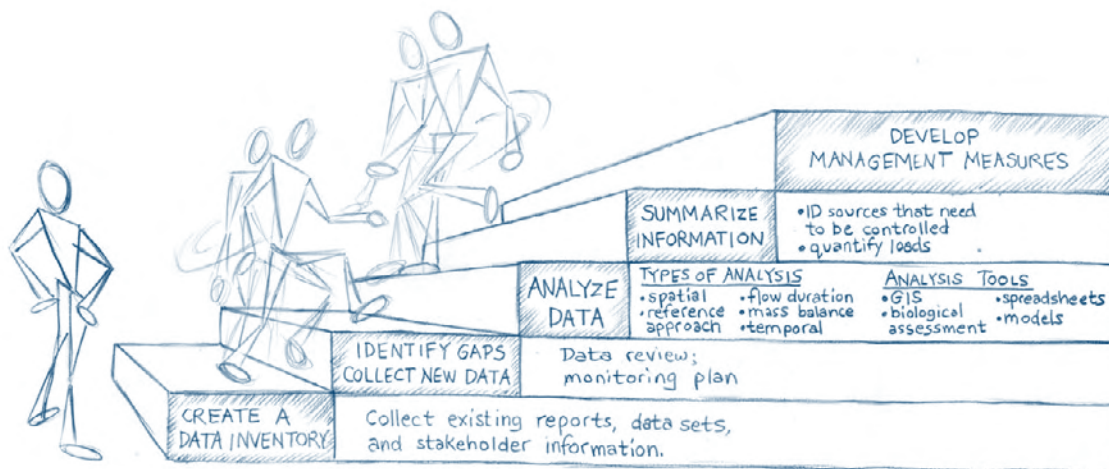 DEVELOP
MANAGEMENT MEASURES
SUMMARIZE
INFORMATION
•ID sources that need
to be controlled
•quantify loads
ANALYZE
DATA
TYPES OF ANALYSIS
•spatial
•reference
approach
•flow duration
•mass balance
•temporal
ANALYSIS TOOLS
•GIS
•biological
assessment
•spreadsheets
•models
IDENTIFY GAPS
COLLECT NEW DATA
Data review;
monitoring plan
CREATE A
DATA INVENTORY
Collect existing reports, data sets,
and stakeholder information.